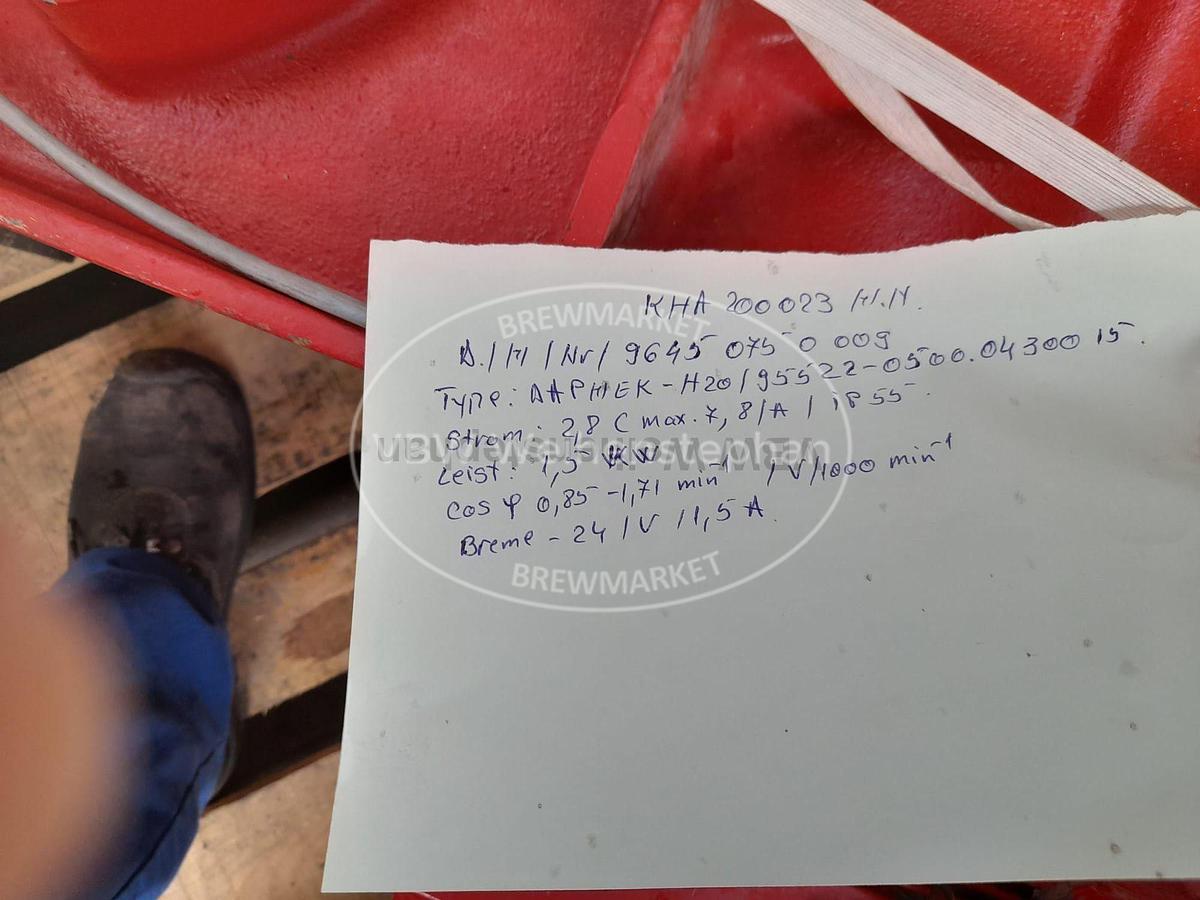 KHA 200023 H.H.
A./H/Nr/ 9645 075 0 009
Type: AAPHEK-H20/95522-0500.04300 15.
Strom: 2,8 C max. 7,8/A / IP 55.
Leist: 1,5 KW
cos φ 0,85-1,71 min⁻¹ /V/1000 min⁻¹
Breme - 24 /V /1,5 A.
BREWMARKET
BREWMARKET